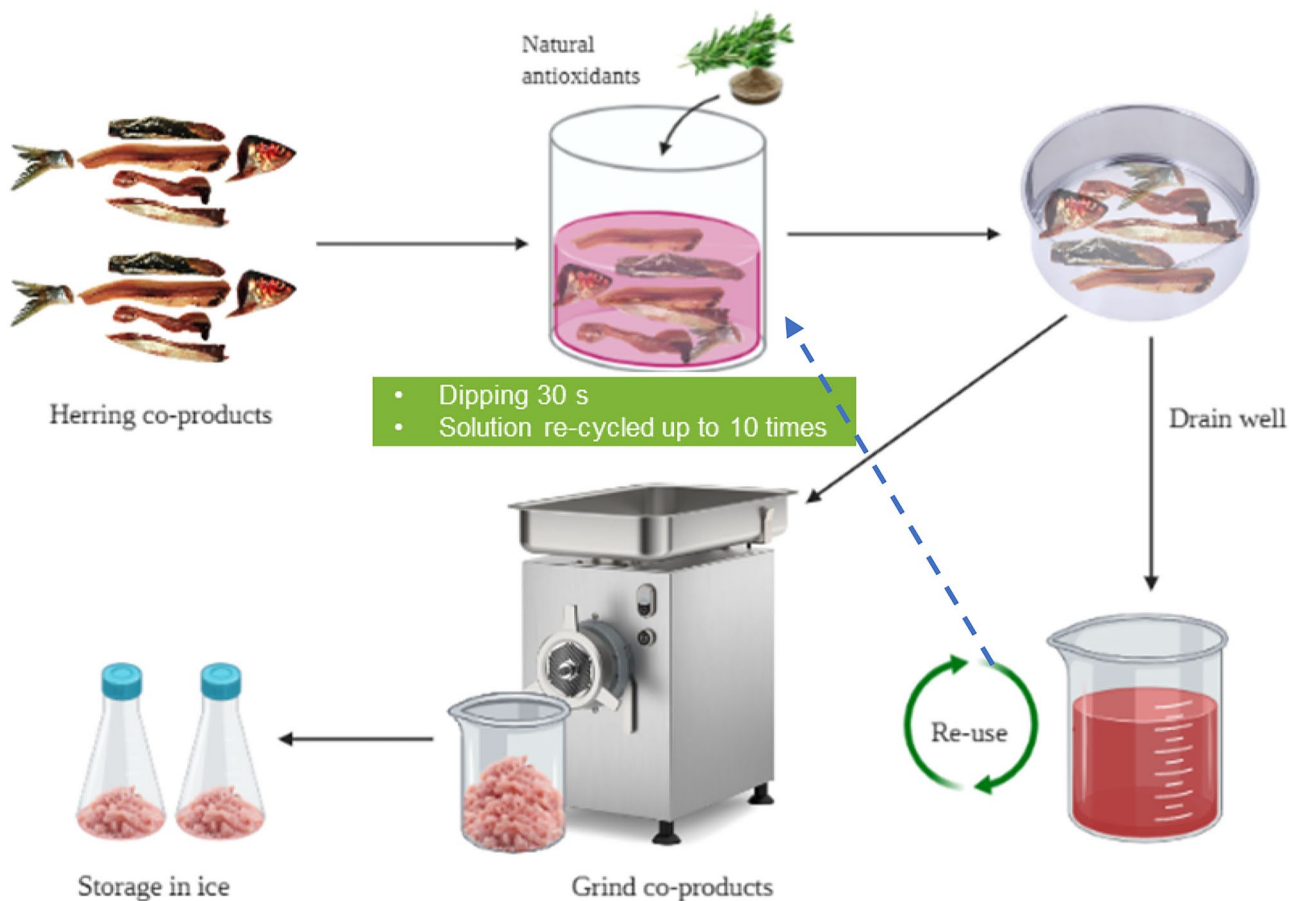 Natural
antioxidants
Herring co-products
• Dipping 30 s
• Solution re-cycled up to 10 times
Drain well
Re-use
Storage in ice
Grind co-products